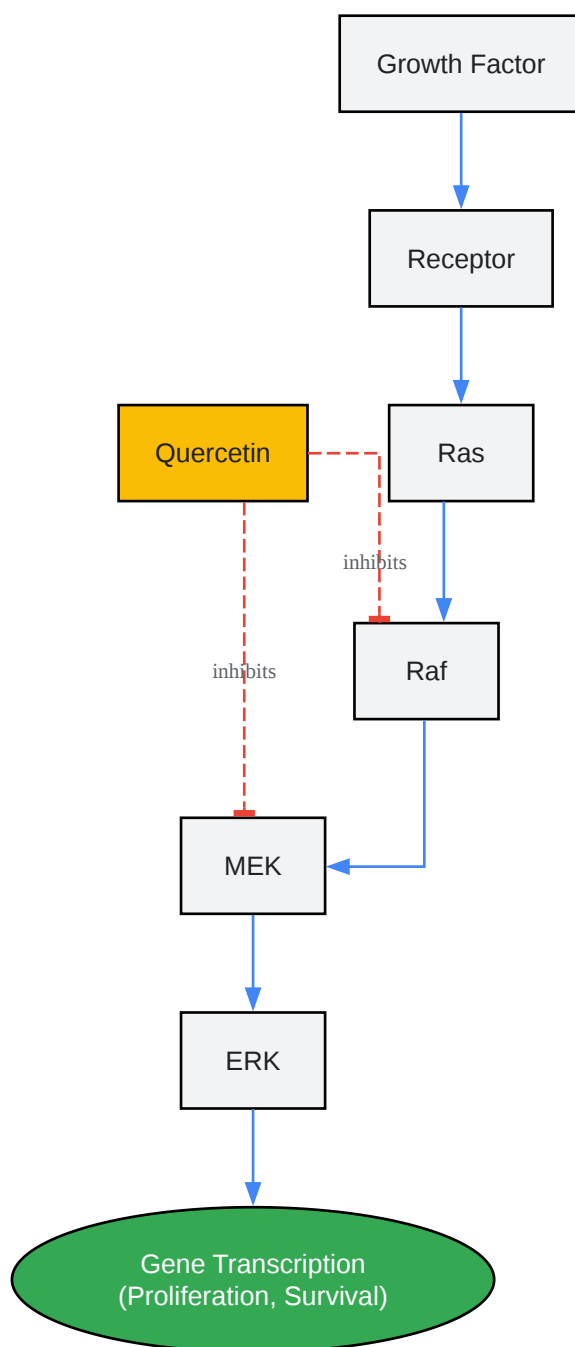 Growth Factor
Receptor
Quercetin
Ras
inhibits
Raf
inhibits
MEK
ERK
Gene Transcription
(Proliferation, Survival)